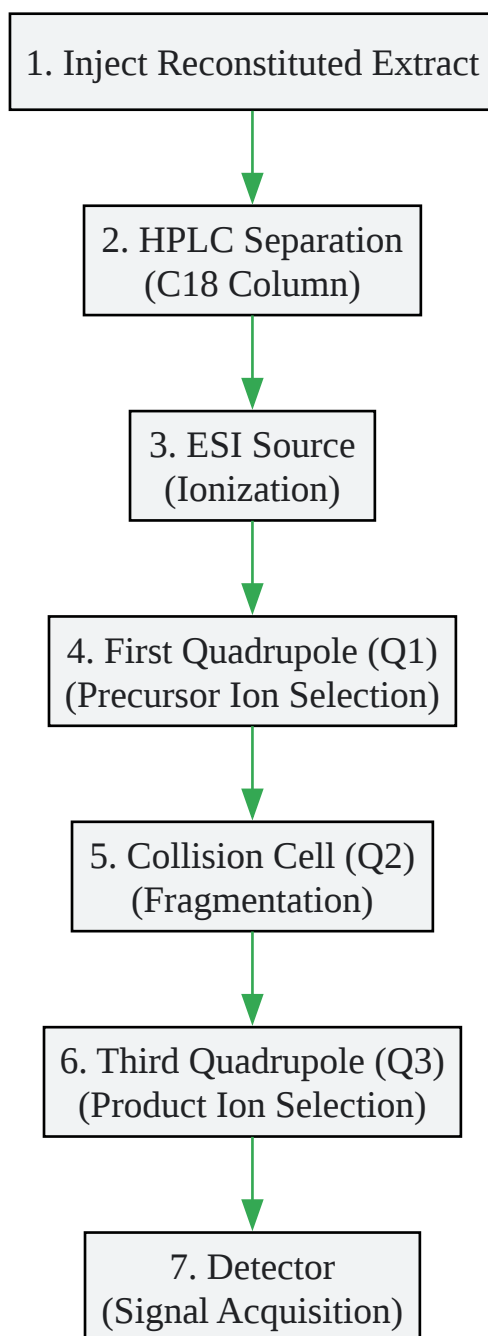 1. Inject Reconstituted Extract
2. HPLC Separation
(C18 Column)
3. ESI Source
(Ionization)
4. First Quadrupole (Q1)
(Precursor Ion Selection)
5. Collision Cell (Q2)
(Fragmentation)
6. Third Quadrupole (Q3)
(Product Ion Selection)
7. Detector
(Signal Acquisition)